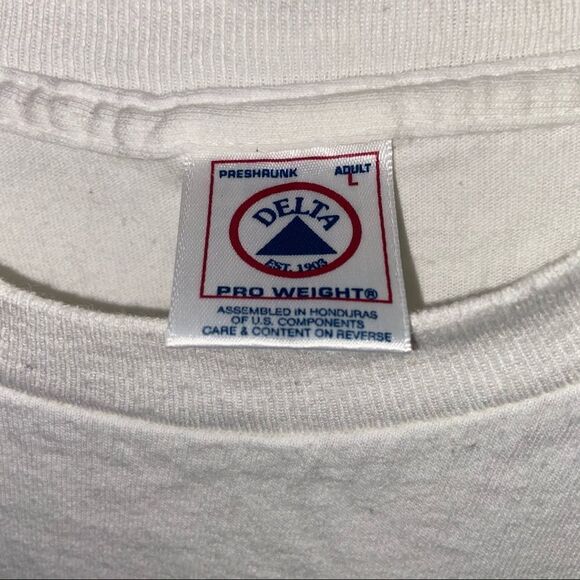 PRESHRUNK ADULT
L
DELTA
EST. 1903
PRO WEIGHT®
ASSEMBLED IN HONDURAS
OF U.S. COMPONENTS
CARE & CONTENT ON REVERSE